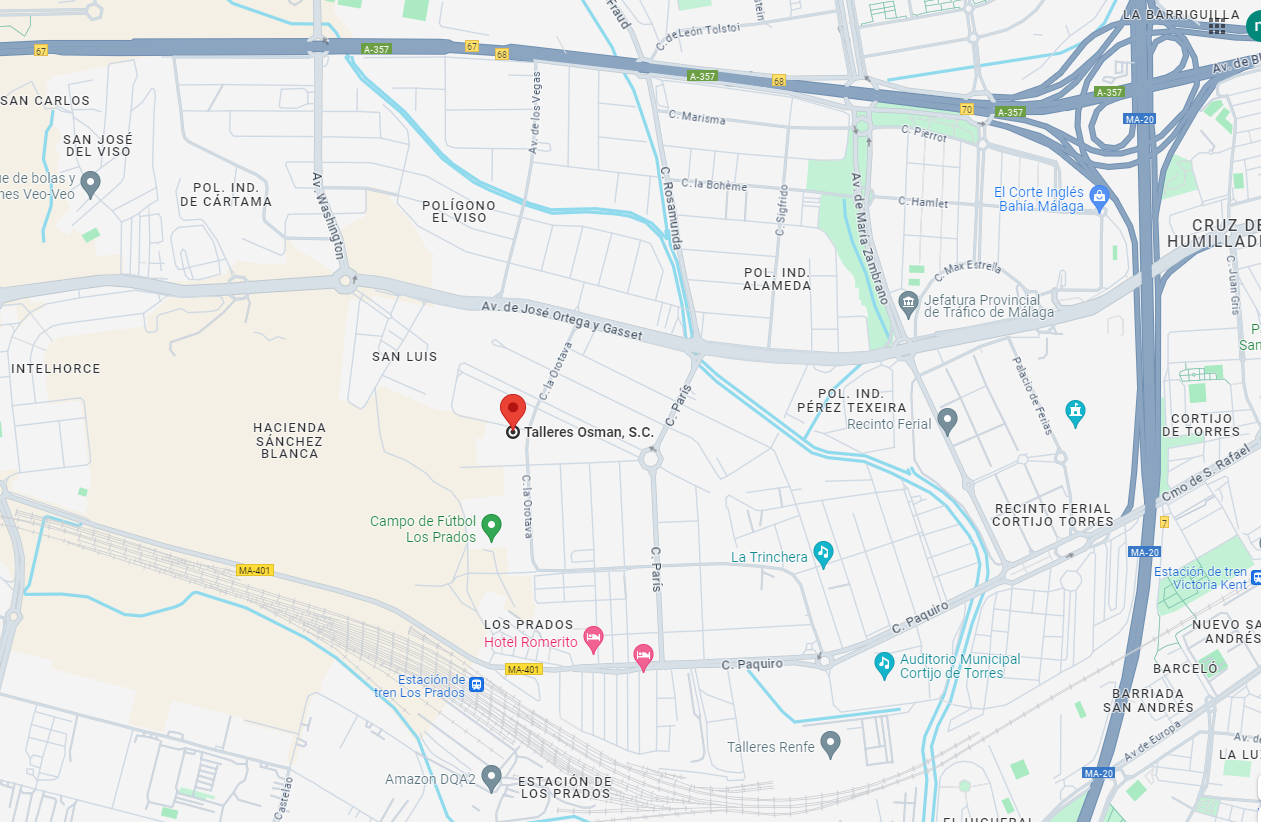 LA BARRIGUILLA
Fraud
C. de León Tolstoi
stein
67
A-357
67
68
A-357
68
70
A-357
A-357
Av. de Bl
MA-20
SAN CARLOS
SAN JOSÉ
DEL VISO
ue de bolas y
nes Veo-Veo
POL. IND.
DE CÁRTAMA
Av. Washington
Av. de los Vegas
POLÍGONO
EL VISO
C. Marisma
C. Pierrot
C. la Bohème
C. Rosamunda
C. Sigfrido
Av. de María Zambrano
C. Hamlet
El Corte Inglés
Bahía Málaga
CRUZ DE
HUMILLAD
C. Juan Gris
POL. IND.
ALAMEDA
C. Max Estrella
Jefatura Provincial
de Tráfico de Málaga
Av. de José Ortega y Gasset
INTELHORCE
SAN LUIS
C. la Orotava
C. París
Palacio de Ferias
P
San
POL. IND.
PÉREZ TEXEIRA
Recinto Ferial
HACIENDA
SÁNCHEZ
BLANCA
Talleres Osman, S.C.
CORTIJO
DE TORRES
Cmo de S. Rafael
C. la Orotava
RECINTO FERIAL
CORTIJO TORRES
7
MA-20
Campo de Fútbol
Los Prados
C. París
La Trinchera
MA-401
Estación de tren
Victoria Kent
C. Paquiro
LOS PRADOS
Hotel Romerito
MA-401
C. Paquiro
Auditorio Municipal
Cortijo de Torres
NUEVO SA
ANDRÉS
BARCELÓ
Estación de
tren Los Prados
BARRIADA
SAN ANDRÉS
Av de Europa
Av. de
LA LUZ
Talleres Renfe
MA-20
Amazon DQA2
ESTACIÓN DE
LOS PRADOS
Castelao
EL HIGUERAL